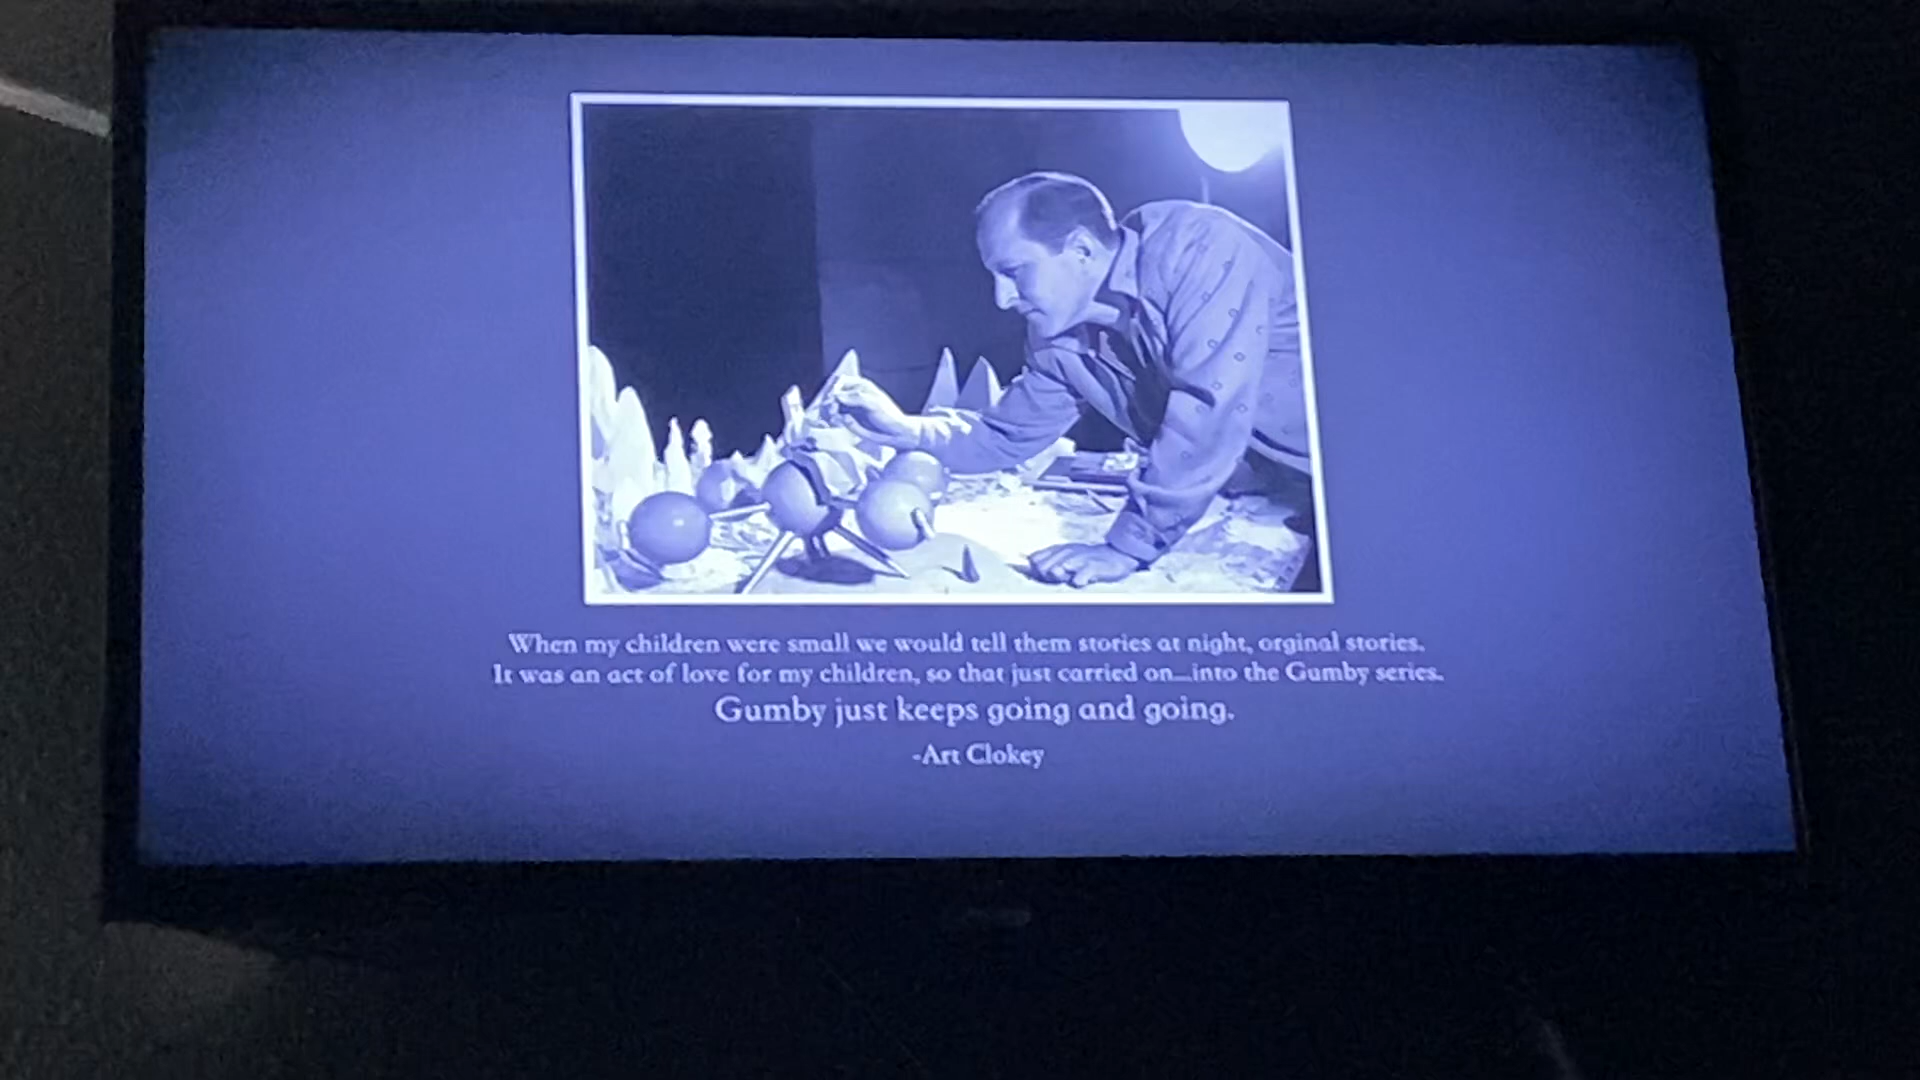 When my children were small we would tell them stories at night, orginal stories.
It was an act of love for my children, so that just carried on...into the Gumby series.
Gumby just keeps going and going.
-Art Clokey